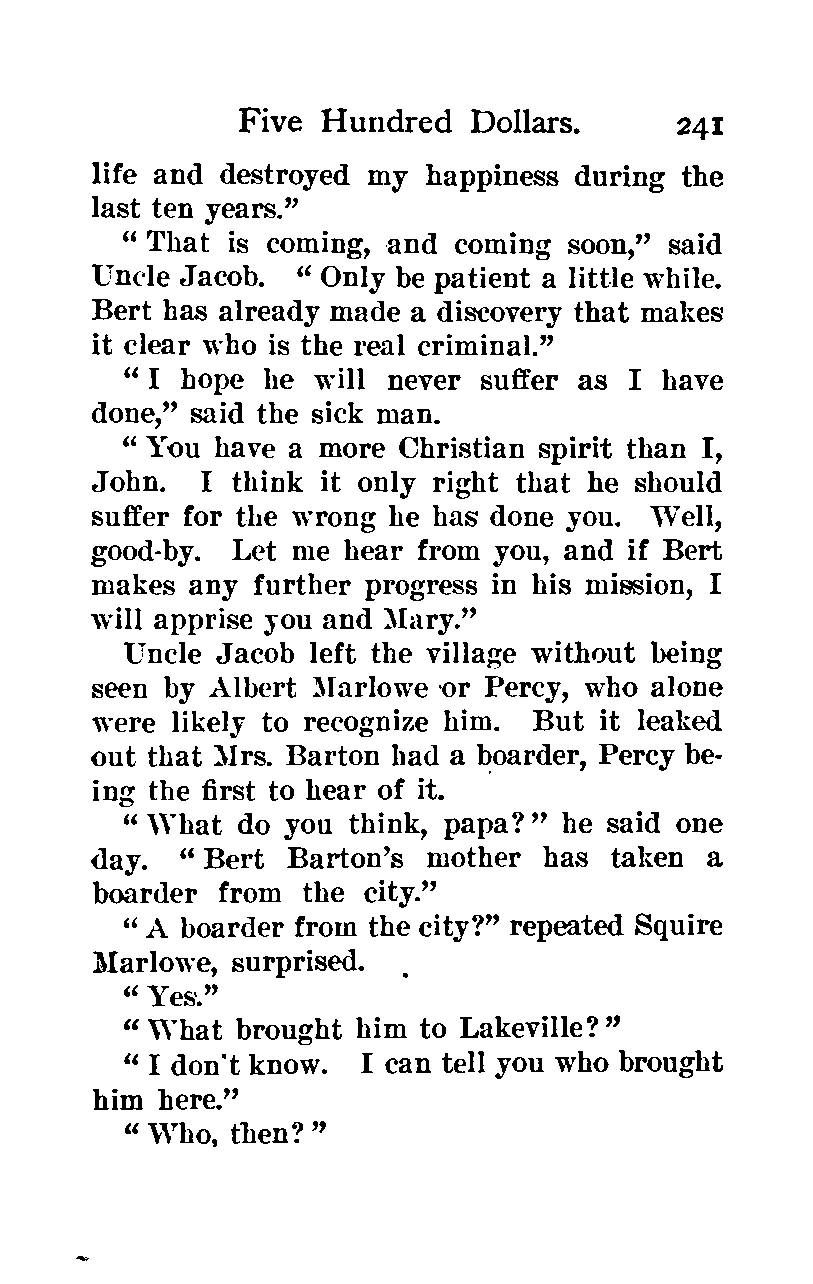 Five Hundred Dollars. 241
life and destroyed my happiness during the
last ten years.”
“ That is coming, and coming soon,” said
Uncle Jacob. “ Only be patient a little while.
Bert has already made a discovery that makes
it clear who is the real criminal.”
“ I hope he will never suffer as I have
done,” said the sick man.
“ You have a more Christian spirit than I,
John. I think it only right that he should
suffer for the wrong he has done you. Well,
good-by. Let me hear from you, and if Bert
makes any further progress in his mission, I
will apprise you and Mary.”
Uncle Jacob left the village without being
seen by Albert Marlowe or Percy, who alone
were likely to recognize him. But it leaked
out that Mrs. Barton had a boarder, Percy be-
ing the first to hear of it.
“ What do you think, papa? ” he said one
day. “ Bert Barton’s mother has taken a
boarder from the city.”
“ A boarder from the city?” repeated Squire
Marlowe, surprised.
“ Yes.”
“ What brought him to Lakeville? ”
“ I don't know. I can tell you who brought
him here.”
“ Who, then? ”